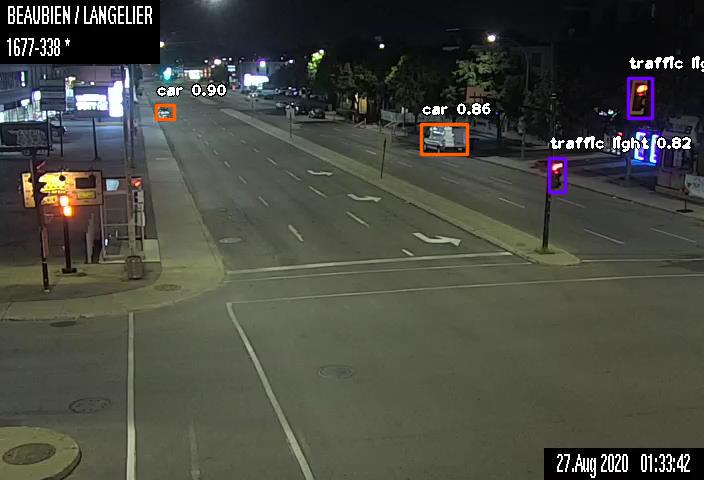 BEAUBIEN / LANGELIER
1677-338 *
traffic lig
car 0.90
car 0.86
traffic light 0.82
27.Aug 2020 01:33:42